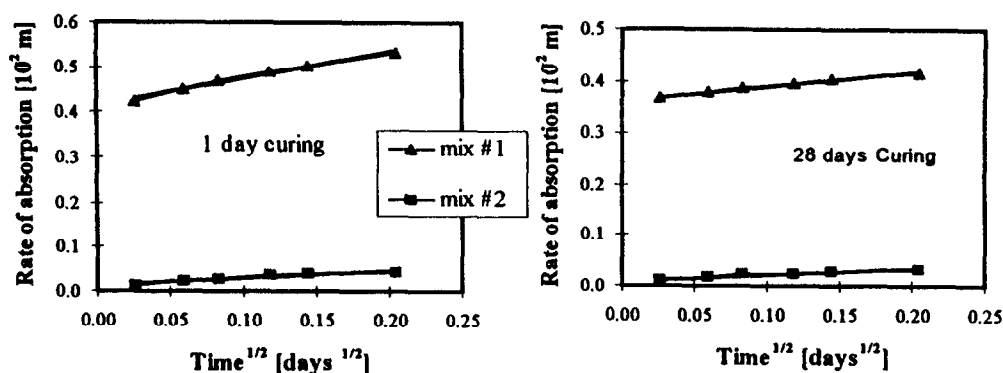 Rate of absorption [10² m]
0.6
0.5
0.4
0.3
0.2
0.1
0.0
0.00 0.05 0.10 0.15 0.20 0.25
Time^1/2 [days^1/2]
1 day curing
mix #1
mix #2
Rate of absorption [10² m]
0.5
0.4
0.3
0.2
0.1
0.0
0.00 0.05 0.10 0.15 0.20 0.25
Time^1/2 [days^1/2]
28 days Curing